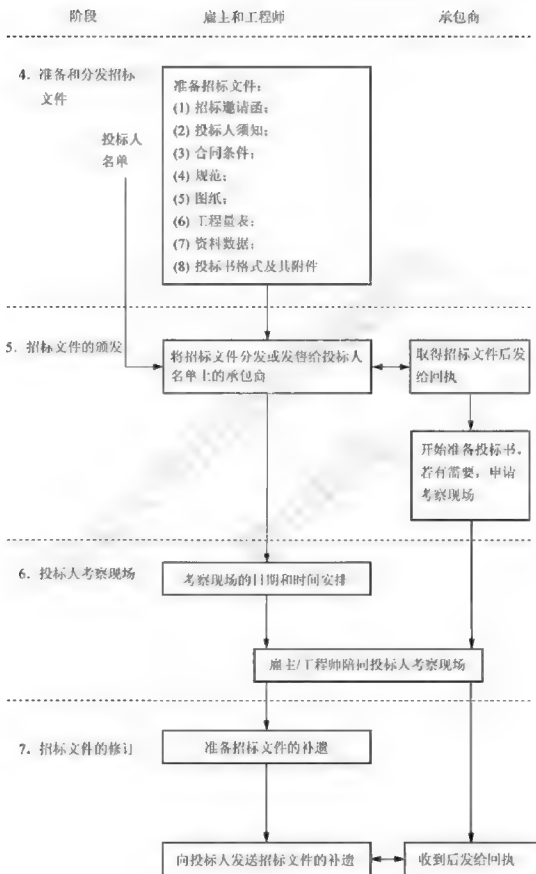 阶段 雇主和工程师 承包商
4. 准备和分发招标
文件
投标人
名单
准备招标文件:
(1) 招标邀请函;
(2) 投标人须知;
(3) 合同条件;
(4) 规范;
(5) 图纸;
(6) 工程量表;
(7) 资料数据;
(8) 投标书格式及其附件
5. 招标文件的颁发
将招标文件分发或发售给投标人
名单上的承包商
取得招标文件后发
给回执
开始准备投标书,
若有需要,申请
考察现场
6. 投标人考察现场
考察现场的日期和时间安排
雇主/工程师陪同投标人考察现场
7. 招标文件的修订
准备招标文件的补遗
向投标人发送招标文件的补遗
收到后发给回执